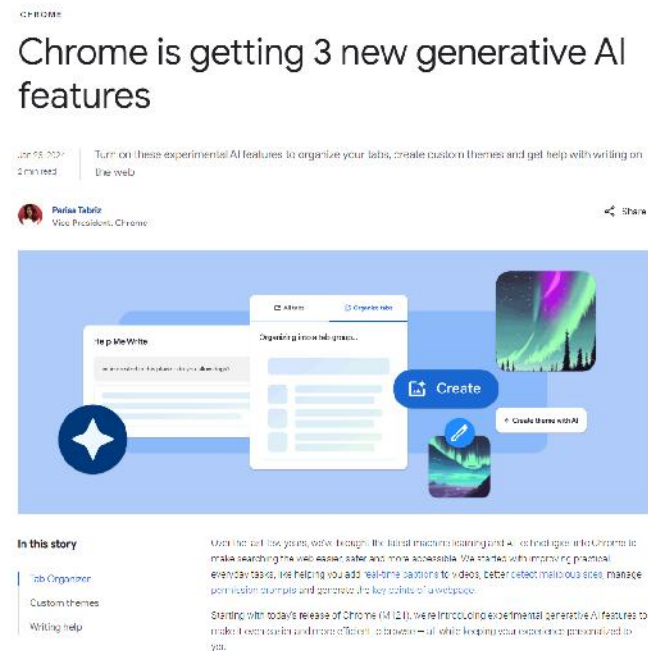 CHROME
Chrome is getting 3 new generative AI
features
Jan 23, 2024
2 min read
Turn on these experimental AI features to organize your tabs, create custom themes and get help with writing on
the web
Parisa Tabriz
Vice President, Chrome
Share
All tabs
Organize tabs
Help Me Write
Organizing into a tab group...
Create
Create theme with AI
In this story
Tab Organizer
Custom themes
Writing help
Over the last few years, we've brought the latest machine learning and AI technologies into Chrome to
make searching the web easier, safer and more accessible. We started with improving practical,
everyday tasks, like helping you add real-time captions to videos, better detect malicious sites, manage
permission prompts and generate the key points of a webpage.
Starting with today's release of Chrome (M121), we're introducing experimental generative AI features to
make it even easier and more efficient to browse — all while keeping your experience personalized to
you.